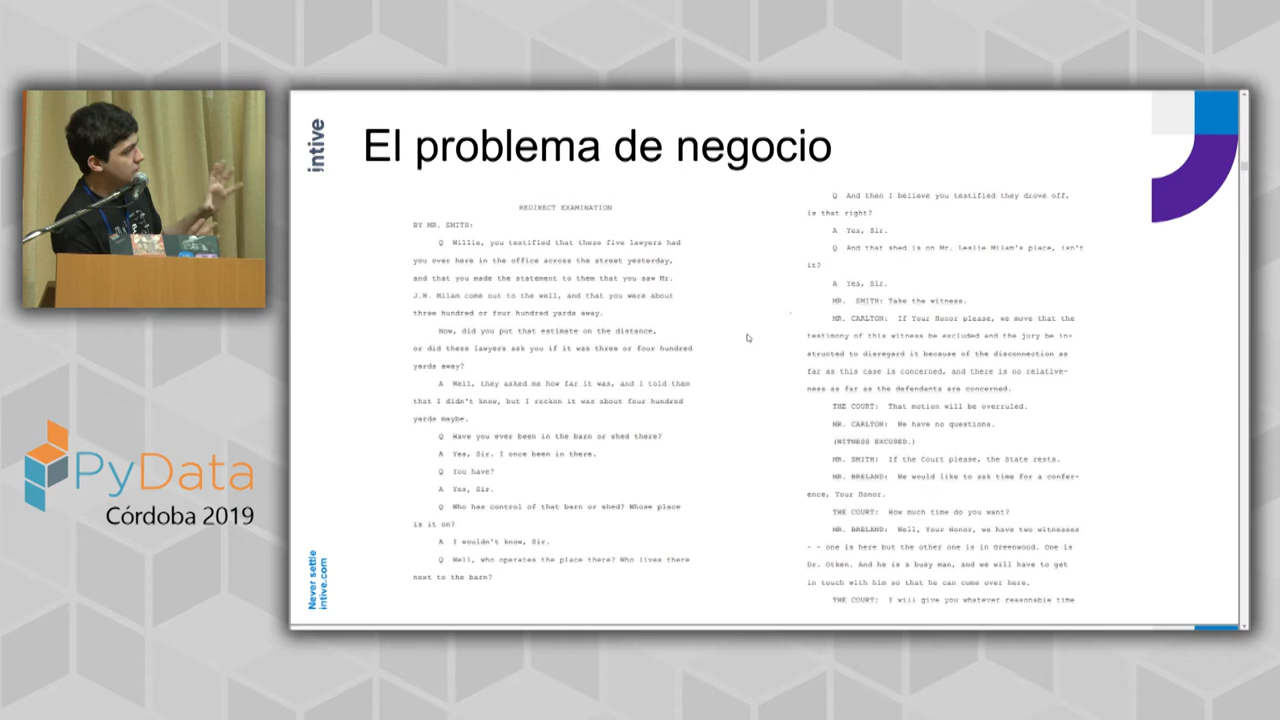 intive
El problema de negocio
REDIRECT EXAMINATION
BY MR. SMITH:
Q Willie, you testified that these five lawyers had
you over here in the office across the street yesterday,
and that you made the statement to them that you saw Mr.
J.W. Milan come out to the well, and that you were about
three hundred or four hundred yards away.
Now, did you put that estimate on the distance,
or did these lawyers ask you if it was three or four hundred
yards away?
A Well, they asked me how far it was, and I told them
that I didn't know, but I reckon it was about four hundred
yards maybe.
Q Have you ever been in the barn or shed there?
A Yes, Sir. I once been in there.
Q You have?
A Yes, Sir.
Q Who has control of that barn or shed? Whose place
is it on?
A I wouldn't know, Sir.
Q Well, who operates the place there? Who lives there
next to the barn?
Q And then I believe you testified they drove off,
is that right?
A Yes, Sir.
Q And that shed is on Mr. Leslie Milam's place, isn't
it?
A Yes, Sir.
MR. SMITH: Take the witness.
MR. CARLTON: If Your Honor please, we move that the
testimony of this witness be excluded and the jury be in-
structed to disregard it because of the disconnection as
far as this case is concerned, and there is no relative-
ness as far as the defendants are concerned.
THE COURT: That motion will be overruled.
MR. CARLTON: We have no questions.
(WITNESS EXCUSED.)
MR. SMITH: If the Court please, the State rests.
MR. BRELAND: We would like to ask time for a confer-
ence, Your Honor.
THE COURT: How much time do you want?
MR. BRELAND: Well, Your Honor, we have two witnesses
- - one is here but the other one is in Greenwood. One is
Dr. Otken. And he is a busy man, and we will have to get
in touch with him so that he can come over here.
THE COURT: I will give you whatever reasonable time
Never settle
intive.com
PyData
Córdoba 2019